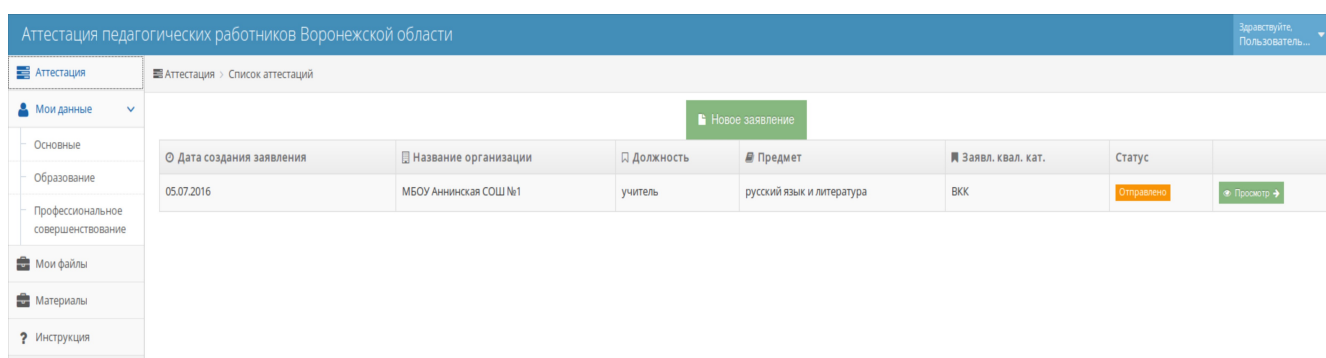 Аттестация педагогических работников Воронежской области
Здравствуйте,
Пользователь...
Аттестация
Аттестация > Список аттестаций
Мои данные
Новое заявление
Основные
Образование
Профессиональное
совершенствование
Мои файлы
Материалы
? Инструкция
Дата создания заявления Название организации Должность Предмет Заявл. квал. кат. Статус
05.07.2016 МБОУ Аннинская СОШ №1 учитель русский язык и литература ВКК Отправлено Просмотр →